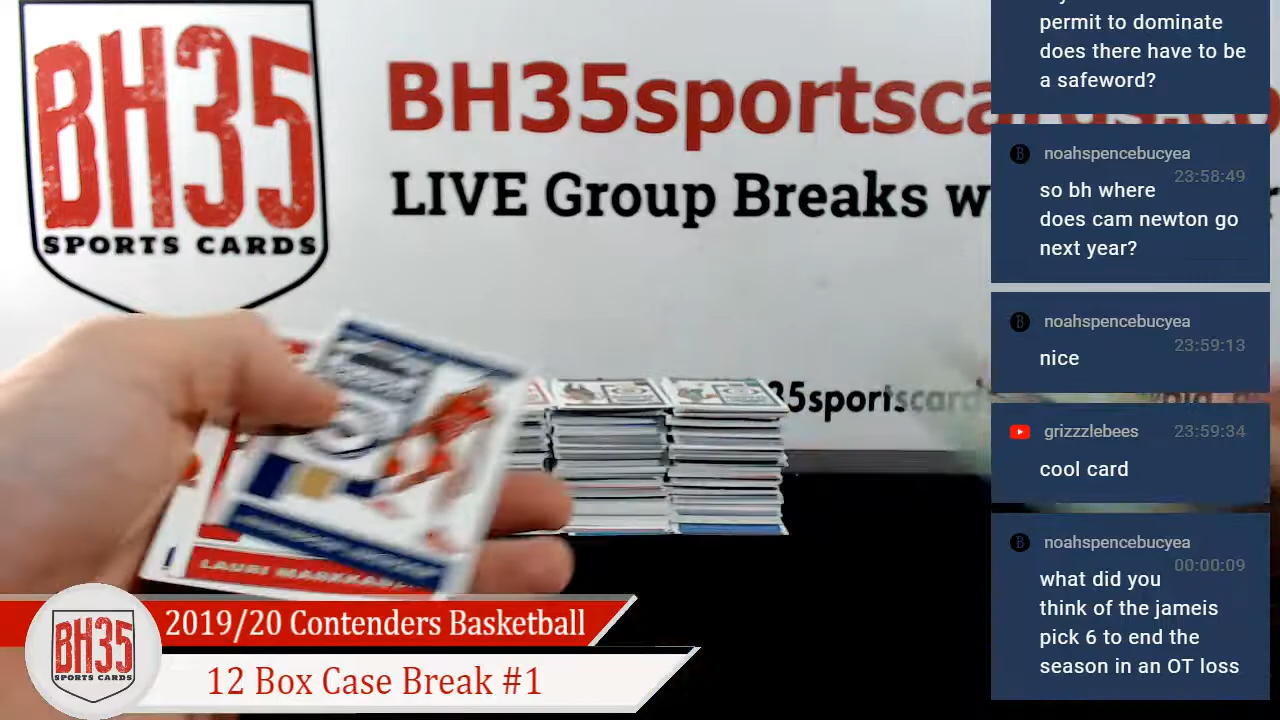 BH35
SPORTS CARDS
BH35sportscards.co
LIVE Group Breaks w
35sportscards
LAURI MARKKANEN
2019/20 Contenders Basketball
12 Box Case Break #1
BH35
SPORTS CARDS
permit to dominate
does there have to be
a safeword?
noahspencebucyea
23:58:49
so bh where
does cam newton go
next year?
noahspencebucyea
23:59:13
nice
grizzzlebees 23:59:34
cool card
noahspencebucyea
00:00:09
what did you
think of the jameis
pick 6 to end the
season in an OT loss